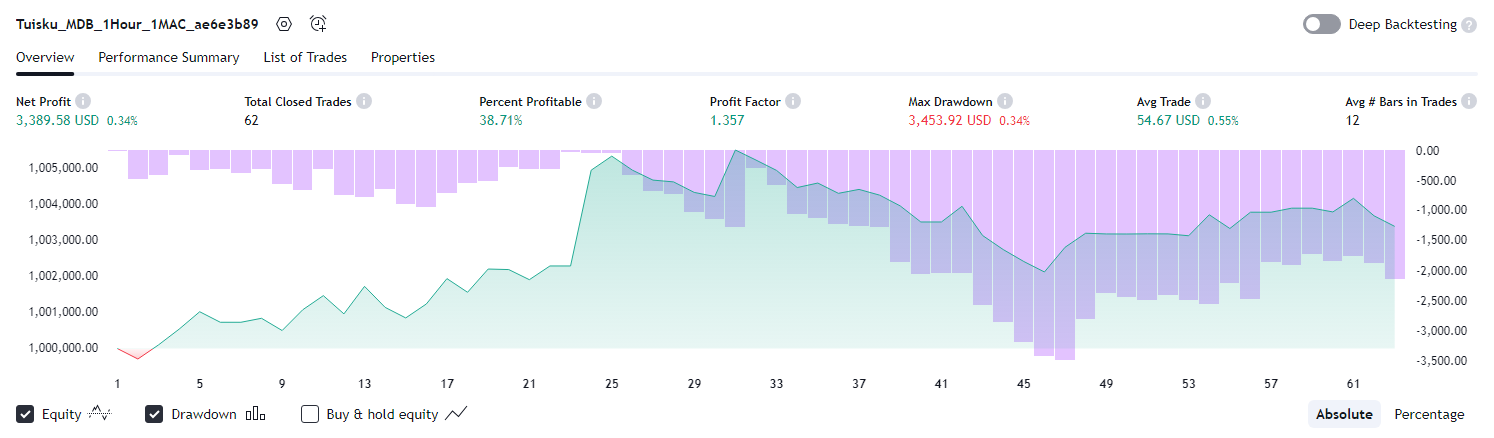 Tuisku_MDB_1Hour_1MAC_ae6e3b89 Deep Backtesting ?
Overview Performance Summary List of Trades Properties
Net Profit i Total Closed Trades i Percent Profitable i Profit Factor i Max Drawdown i Avg Trade i Avg # Bars in Trades i
3,389.58 USD 0.34% 62 38.71% 1.357 3,453.92 USD 0.34% 54.67 USD 0.55% 12
0.00
1,005,000.00
-500.00
1,004,000.00
-1,000.00
1,003,000.00
-1,500.00
-2,000.00
1,002,000.00
-2,500.00
1,001,000.00
-3,000.00
1,000,000.00
-3,500.00
1 5 9 13 17 21 25 29 33 37 41 45 49 53 57 61
Equity Drawdown Buy & hold equity Absolute Percentage